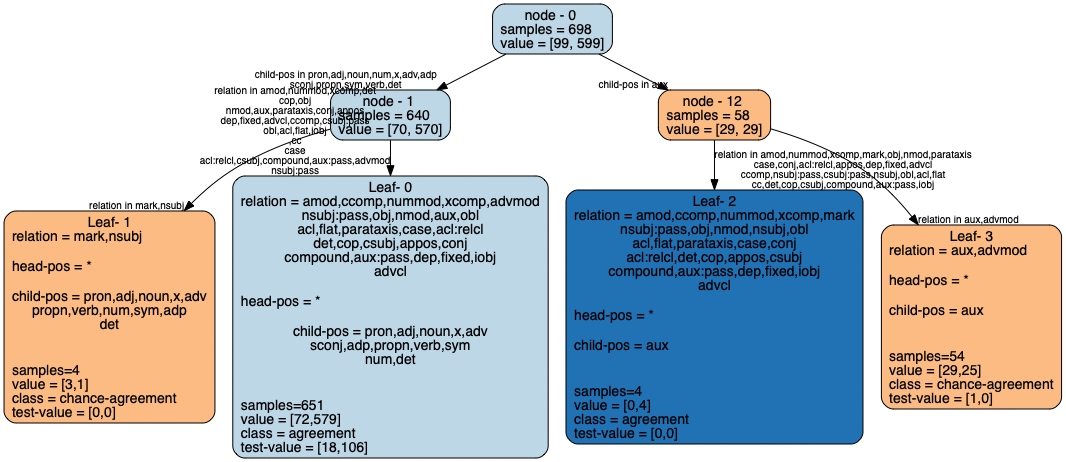 node - 0
samples = 698
value = [99, 599]
child-pos in pron,adj,noun,num,x,adv,adp
sconj,propn,sym,verb,det
child-pos in aux
relation in amod,nummod,xcomp,det
cop,obj
nmod,aux,parataxis,conj,appos
dep,fixed,advcl,ccomp,csubj:pass
obl,acl,flat,iobj
,cc
case
acl:relcl,csubj,compound,aux:pass,advmod
nsubj:pass
node - 1
samples = 640
value = [70, 570]
node - 12
samples = 58
value = [29, 29]
relation in amod,nummod,xcomp,mark,obj,nmod,parataxis
case,conj,acl:relcl,appos,dep,fixed,advcl
ccomp,nsubj:pass,csubj:pass,nsubj,obl,acl,flat
cc,det,cop,csubj,compound,aux:pass,iobj
relation in mark,nsubj
relation in aux,advmod
Leaf- 1
relation = mark,nsubj
head-pos = *
child-pos = pron,adj,noun,x,adv
propn,verb,num,sym,adp
det
samples=4
value = [3,1]
class = chance-agreement
test-value = [0,0]
Leaf- 0
relation = amod,ccomp,nummod,xcomp,advmod
nsubj:pass,obj,nmod,aux,obl
acl,flat,parataxis,case,acl:relcl
det,cop,csubj,appos,conj
compound,aux:pass,dep,fixed,iobj
advcl
head-pos = *
child-pos = pron,adj,noun,x,adv
sconj,adp,propn,verb,sym
num,det
samples=651
value = [72,579]
class = agreement
test-value = [18,106]
Leaf- 2
relation = amod,ccomp,nummod,xcomp,mark
nsubj:pass,obj,nmod,nsubj,obl
acl,flat,parataxis,case,conj
acl:relcl,det,cop,appos,csubj
compound,aux:pass,dep,fixed,iobj
advcl
head-pos = *
child-pos = aux
samples=4
value = [0,4]
class = agreement
test-value = [0,0]
Leaf- 3
relation = aux,advmod
head-pos = *
child-pos = aux
samples=54
value = [29,25]
class = chance-agreement
test-value = [1,0]